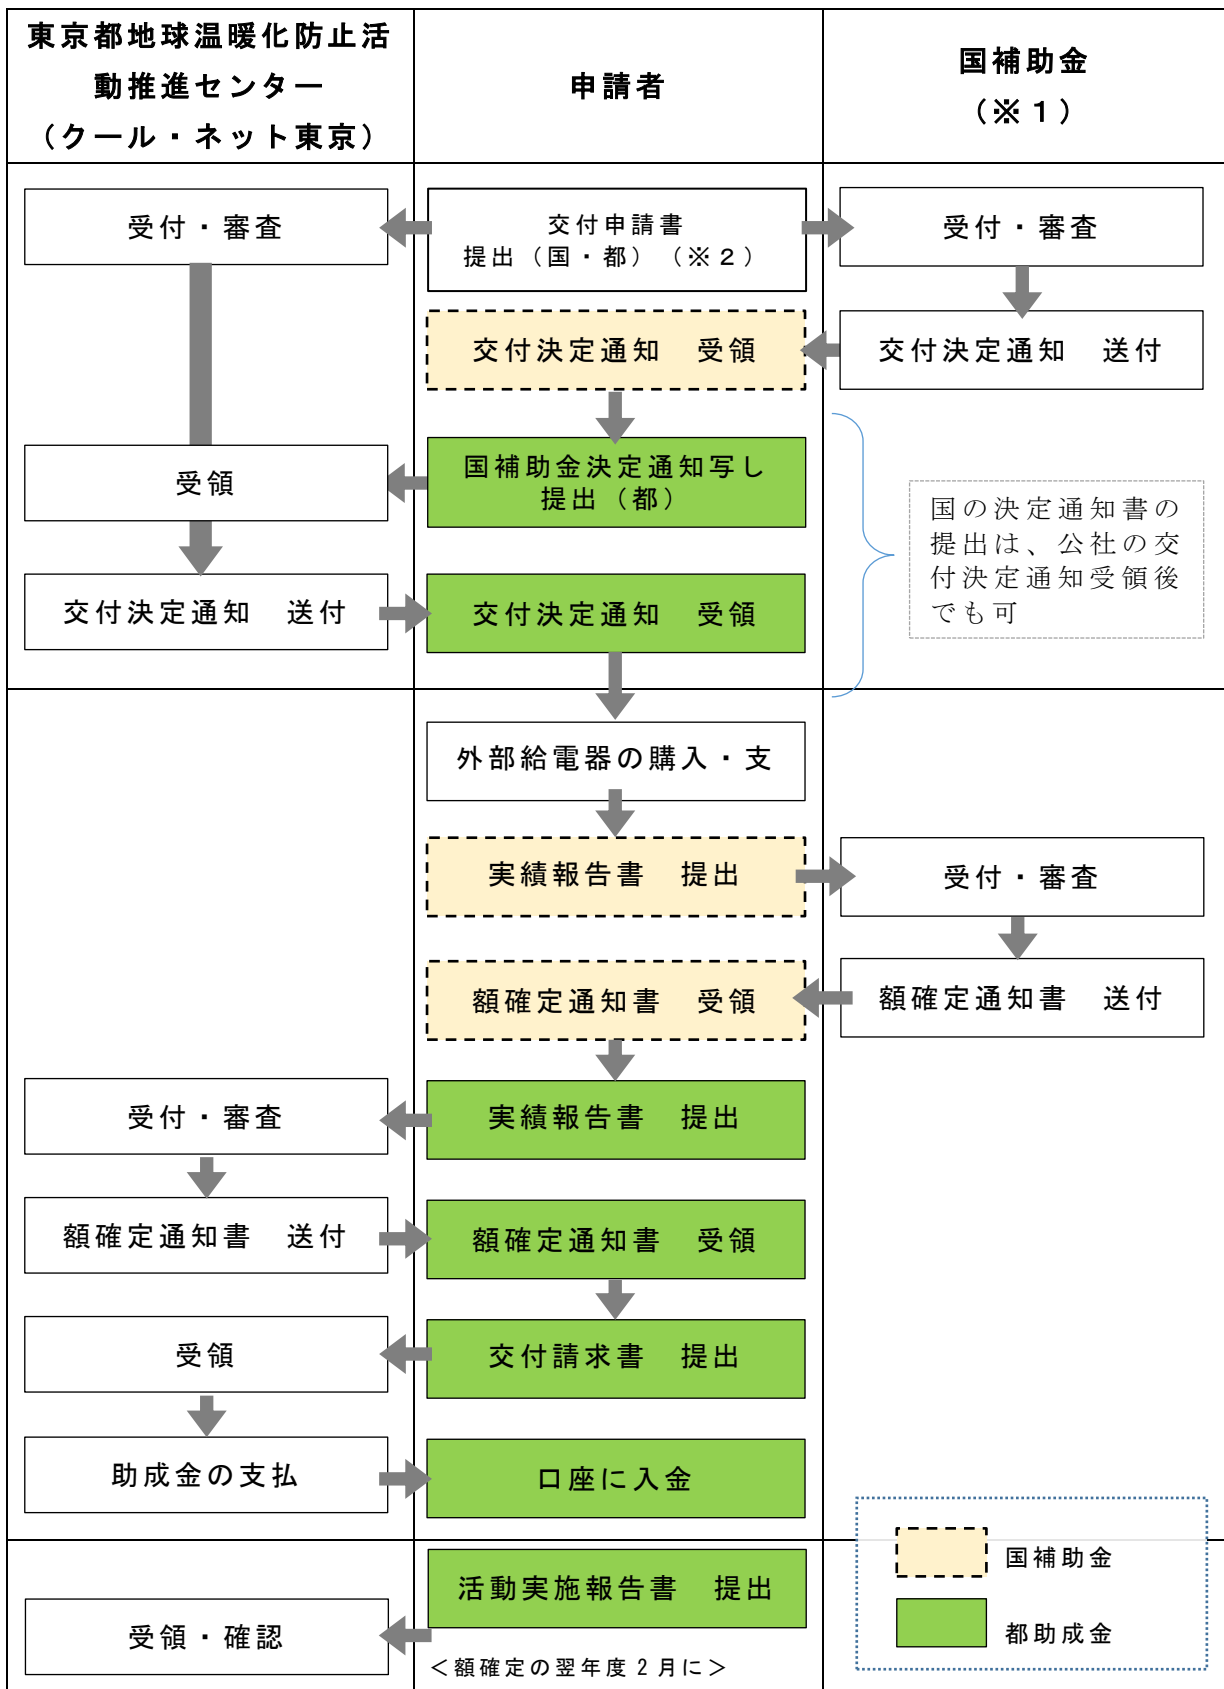 東京都地球温暖化防止活
動推進センター
（クール・ネット東京）
申請者
国補助金
（※１）
受付・審査
交付申請書
提出（国・都）（※２）
受付・審査
交付決定通知　受領
交付決定通知　送付
受領
国補助金決定通知写し
提出（都）
国の決定通知書の
提出は、公社の交
付決定通知受領後
でも可
交付決定通知　送付
交付決定通知　受領
外部給電器の購入・支
実績報告書　提出
受付・審査
額確定通知書　受領
額確定通知書　送付
受付・審査
実績報告書　提出
額確定通知書　送付
額確定通知書　受領
受領
交付請求書　提出
助成金の支払
口座に入金
国補助金
都助成金
活動実施報告書　提出
受領・確認
＜額確定の翌年度２月に＞